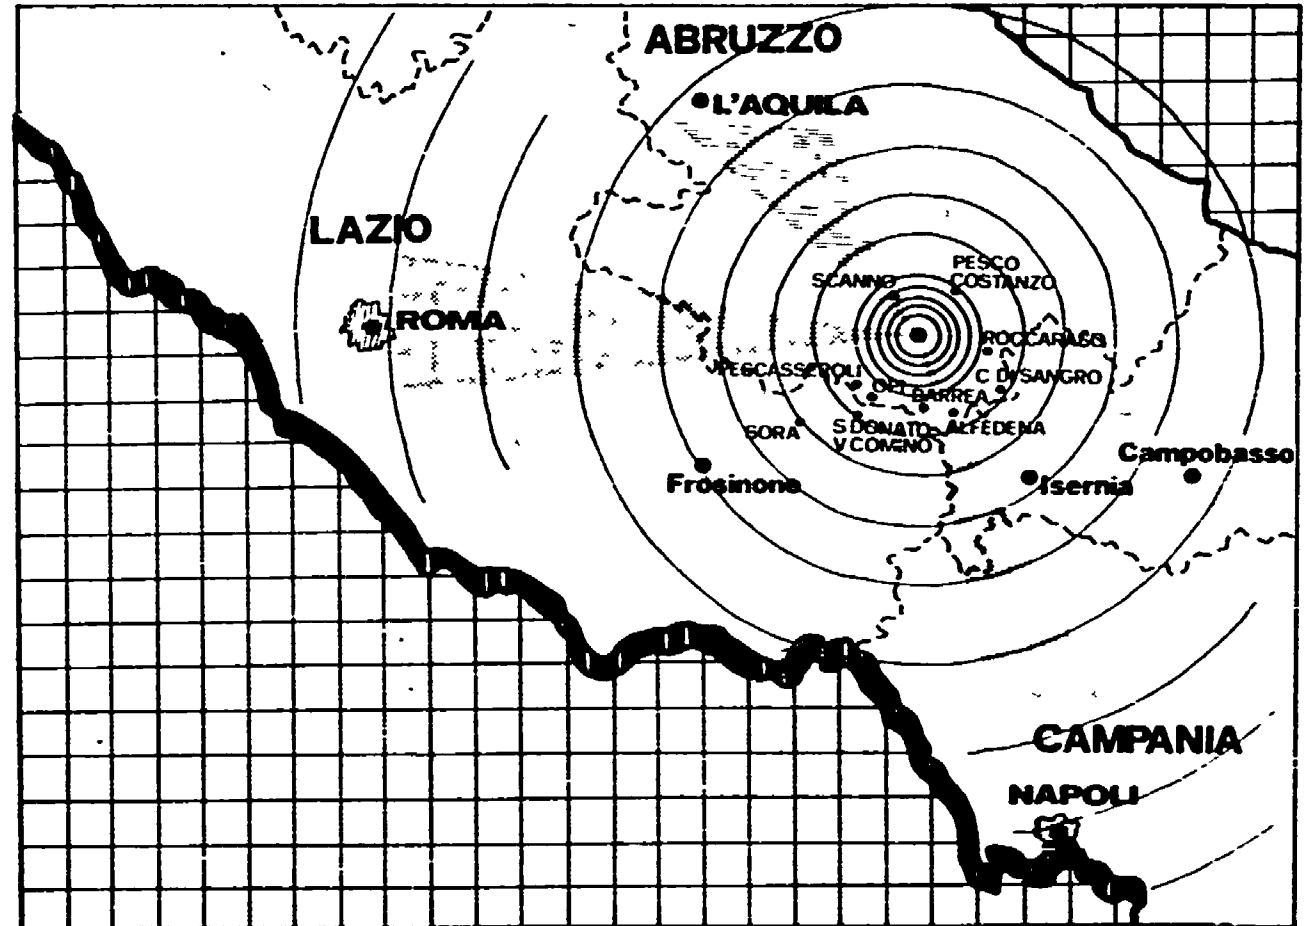 ABRUZZO
L'AQUILA
LAZIO
PESCO
COSTANZO
SCANNO
ROMA
ROCCARASO
PESCASSEROLI
C DI SANGRO
OPI
BARREA
SORA
S DONATO
V COMINO
ALFEDENA
Campobasso
Frosinone
Isernia
CAMPANIA
NAPOLI